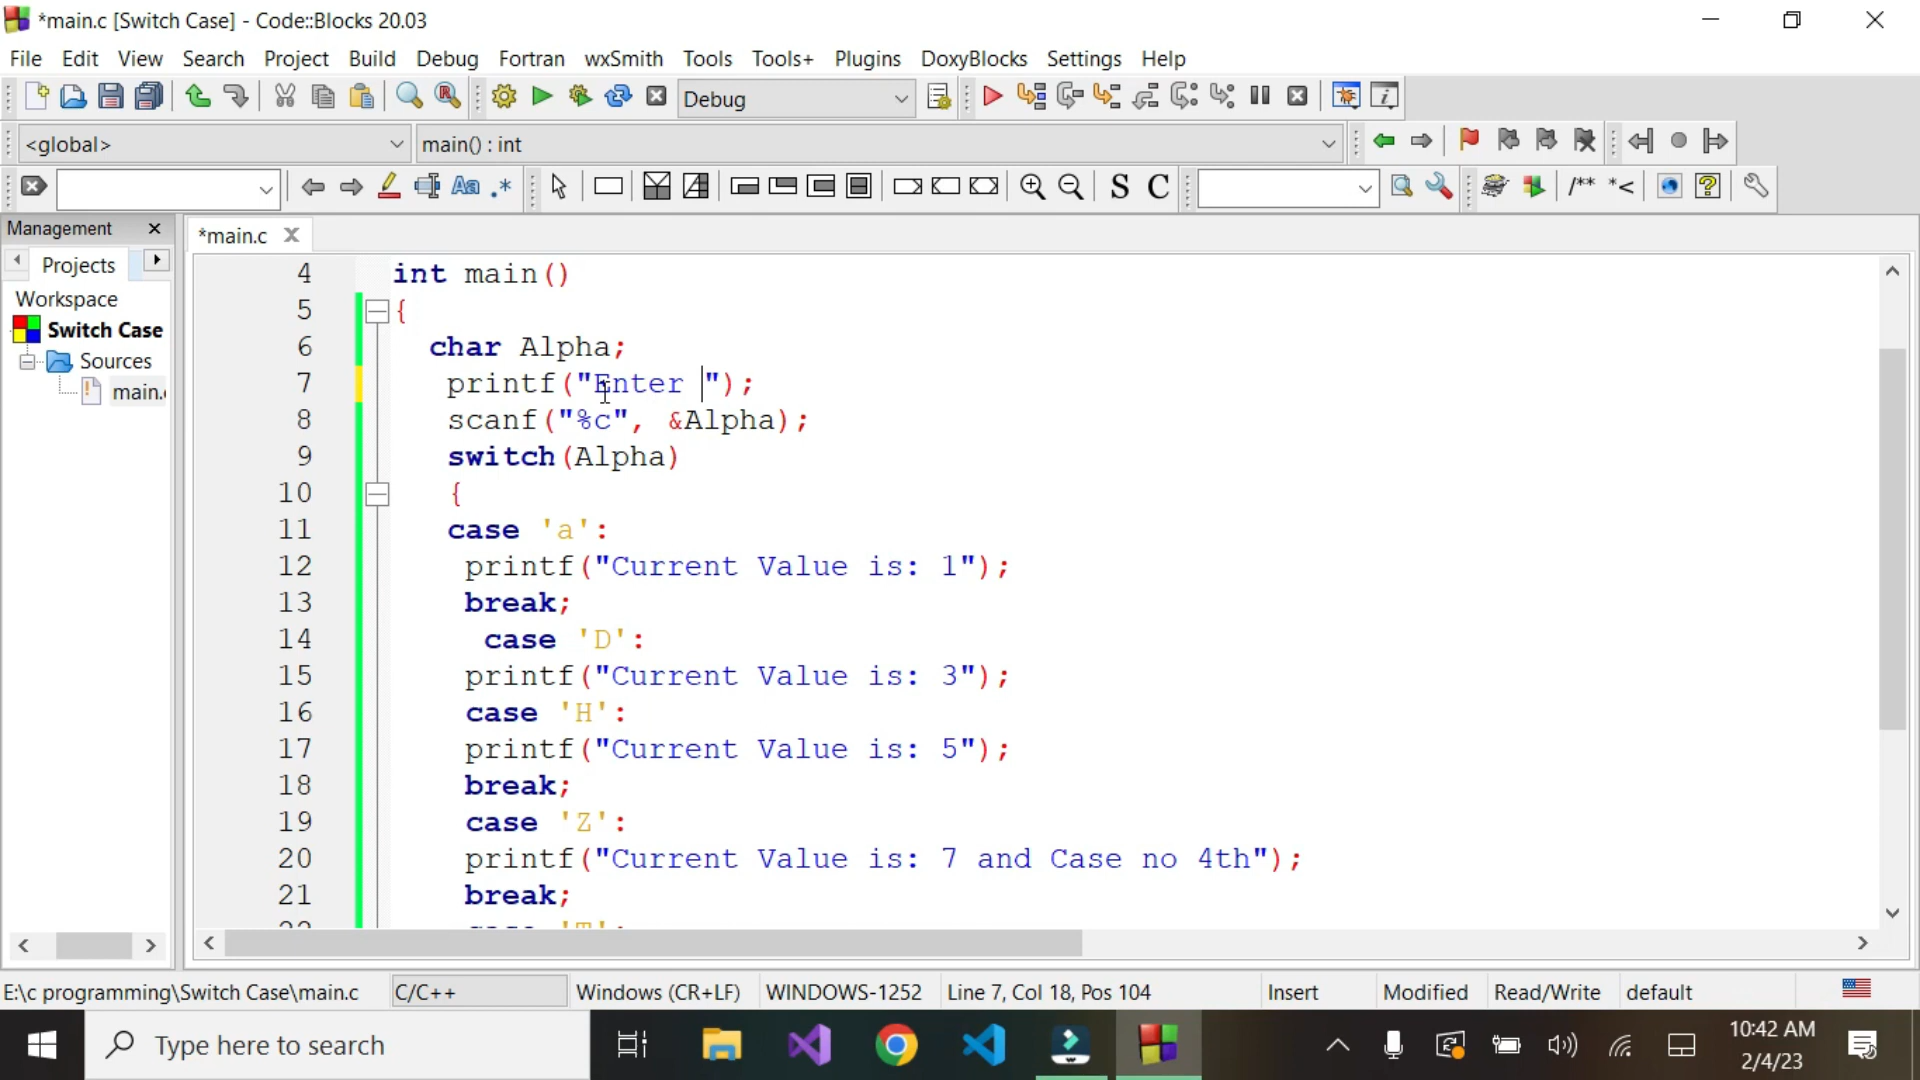 *main.c [Switch Case] - Code::Blocks 20.03
File Edit View Search Project Build Debug Fortran wxSmith Tools Tools+ Plugins DoxyBlocks Settings Help
Debug
<global> main() : int
S C /** *<
Management
*main.c
Projects
Workspace
Switch Case
Sources
main.
4 int main()
5 {
6 char Alpha;
7 printf("Enter ");
8 scanf("%c", &Alpha);
9 switch(Alpha)
10 {
11 case 'a':
12 printf("Current Value is: 1");
13 break;
14 case 'D':
15 printf("Current Value is: 3");
16 case 'H':
17 printf("Current Value is: 5");
18 break;
19 case 'Z':
20 printf("Current Value is: 7 and Case no 4th");
21 break;
E:\c programming\Switch Case\main.c C/C++ Windows (CR+LF) WINDOWS-1252 Line 7, Col 18, Pos 104 Insert Modified Read/Write default
Type here to search
10:42 AM
2/4/23